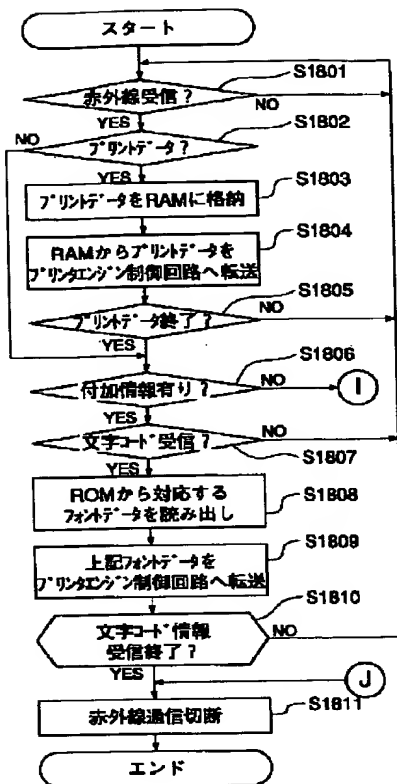 スタート
S1801
赤外線受信？
NO
YES
S1802
NO
プリントデータ？
YES
S1803
プリントデータをRAMに格納
S1804
RAMからプリントデータを
プリンタエンジン制御回路へ転送
S1805
プリントデータ終了？
NO
YES
S1806
付加情報有り？
NO
I
YES
文字コード受信？
NO
S1807
YES
ROMから対応する
フォントデータを読み出し
S1808
上記フォントデータを
プリンタエンジン制御回路へ転送
S1809
S1810
文字コード情報
受信終了？
NO
YES
J
赤外線通信切断
S1811
エンド